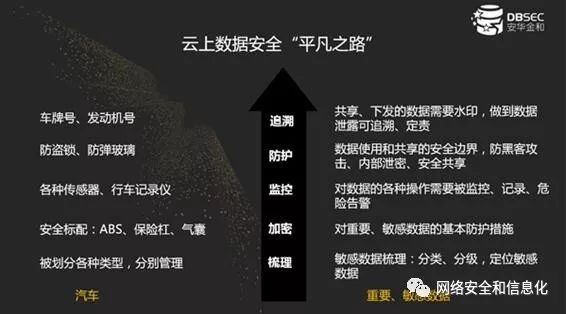 DBSEC
安华金和
云上数据安全“平凡之路”
车牌号、发动机号
追溯
共享、下发的数据需要水印，做到数据
泄露可追溯、定责
防盗锁、防弹玻璃
防护
数据使用和共享的安全边界，防黑客攻
击、内部泄密、安全共享
各种传感器、行车记录仪
监控
对数据的各种操作需要被监控、记录、危
险告警
安全标配：ABS、保险杠、气囊
加密
对重要、敏感数据的基本防护措施
被划分各种类型，分别管理
梳理
敏感数据梳理：分类、分级，定位敏感
数据
汽车
重要、敏感数据
网络安全和信息化